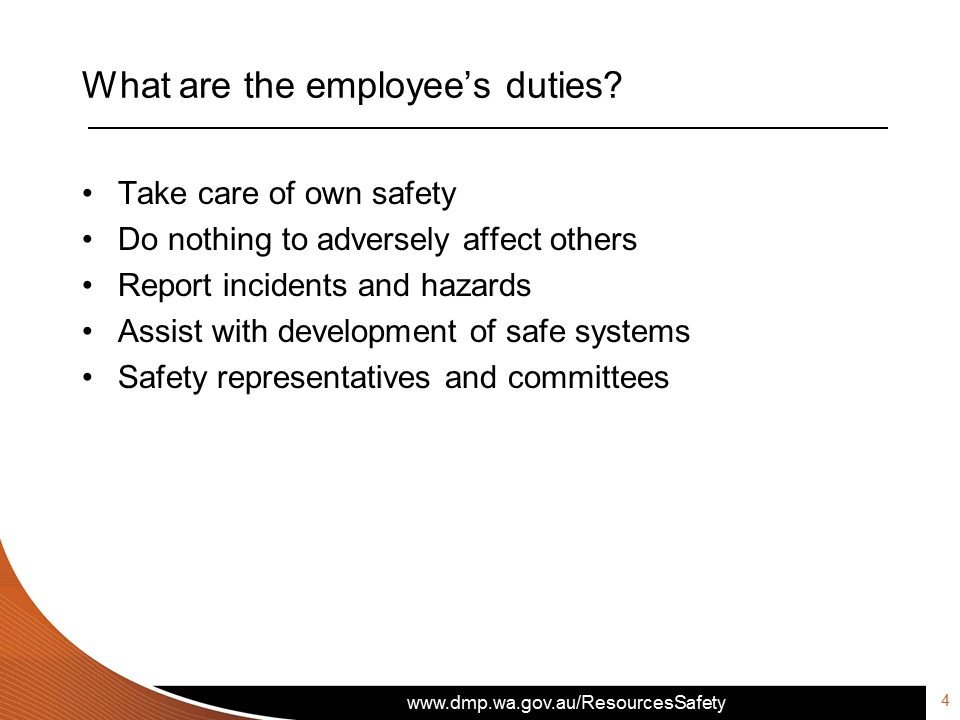 What are the employee’s duties?
• Take care of own safety
• Do nothing to adversely affect others
• Report incidents and hazards
• Assist with development of safe systems
• Safety representatives and committees
www.dmp.wa.gov.au/ResourcesSafety
4